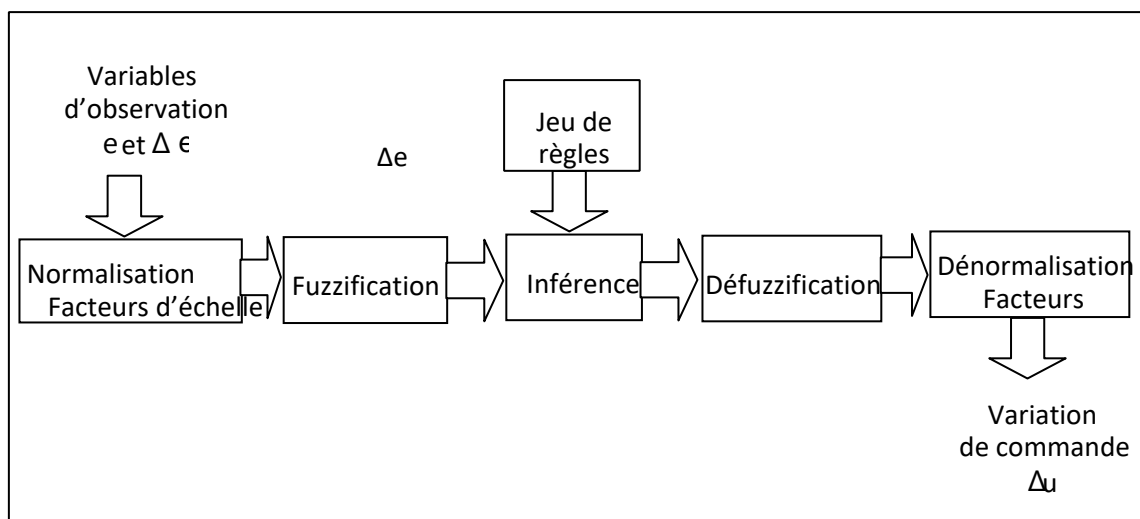 Variables
d’observation
e et Δ ϵ
Δe
Jeu de
règles
Normalisation
Facteurs d’échelle
Fuzzification
Inférence
Défuzzification
Dénormalisation
Facteurs
Variation
de commande
Δu